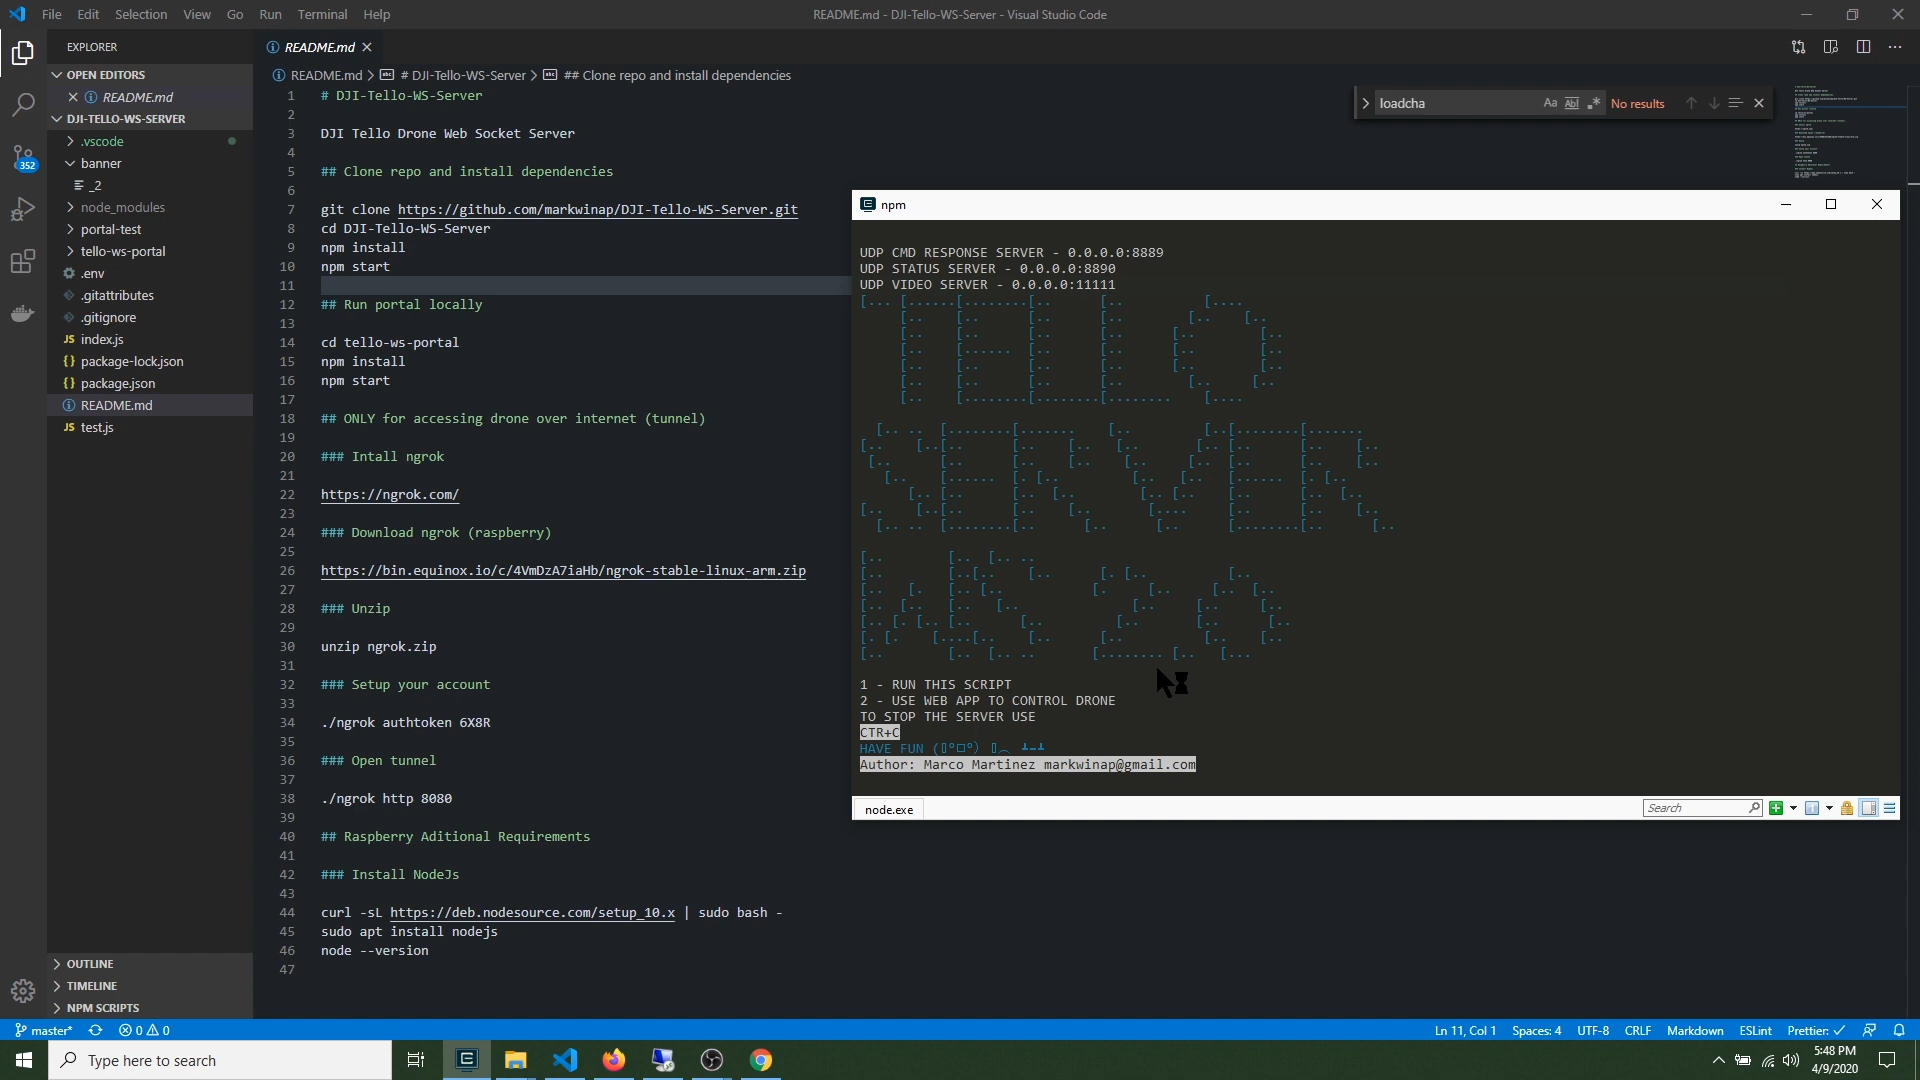 File Edit Selection View Go Run Terminal Help
README.md - DJI-Tello-WS-Server - Visual Studio Code
EXPLORER
OPEN EDITORS
README.md
DJI-TELLO-WS-SERVER
.vscode
banner
_2
node_modules
portal-test
tello-ws-portal
.env
.gitattributes
.gitignore
JS index.js
{} package-lock.json
{} package.json
README.md
JS test.js
352
OUTLINE
TIMELINE
NPM SCRIPTS
README.md
README.md > # DJI-Tello-WS-Server > ## Clone repo and install dependencies
1 # DJI-Tello-WS-Server
2
3 DJI Tello Drone Web Socket Server
4
5 ## Clone repo and install dependencies
6
7 git clone https://github.com/markwinap/DJI-Tello-WS-Server.git
8 cd DJI-Tello-WS-Server
9 npm install
10 npm start
11
12 ## Run portal locally
13
14 cd tello-ws-portal
15 npm install
16 npm start
17
18 ## ONLY for accessing drone over internet (tunnel)
19
20 ### Intall ngrok
21
22 https://ngrok.com/
23
24 ### Download ngrok (raspberry)
25
26 https://bin.equinox.io/c/4VmDzA7iaHb/ngrok-stable-linux-arm.zip
27
28 ### Unzip
29
30 unzip ngrok.zip
31
32 ### Setup your account
33
34 ./ngrok authtoken 6X8R
35
36 ### Open tunnel
37
38 ./ngrok http 8080
39
40 ## Raspberry Aditional Requirements
41
42 ### Install NodeJs
43
44 curl -sL https://deb.nodesource.com/setup_10.x | sudo bash -
45 sudo apt install nodejs
46 node --version
47
loadcha Aa Abl .* No results
npm
UDP CMD RESPONSE SERVER - 0.0.0.0:8889
UDP STATUS SERVER - 0.0.0.0:8890
UDP VIDEO SERVER - 0.0.0.0:11111
TELLO
SERVER
MK 2.0
1 - RUN THIS SCRIPT
2 - USE WEB APP TO CONTROL DRONE
TO STOP THE SERVER USE
CTR+C
HAVE FUN
Author: Marco Martinez markwinap@gmail.com
node.exe
Search
master* 0 0
Ln 11, Col 1 Spaces: 4 UTF-8 CRLF Markdown ESLint Prettier: ✓
Type here to search
5:48 PM
4/9/2020